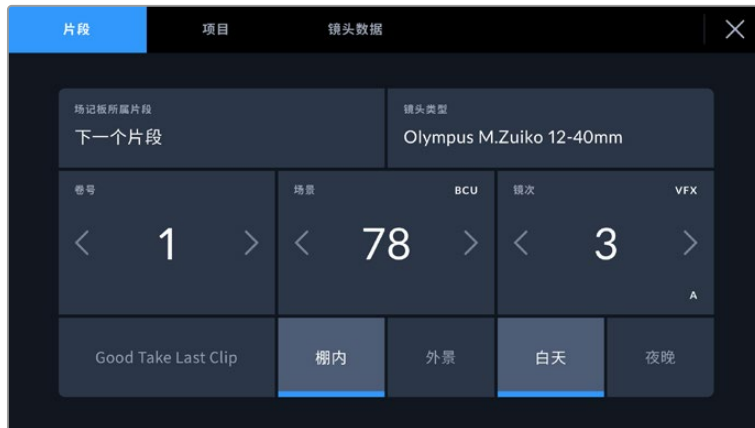 片段 项目 镜头数据
场记板所属片段 镜头类型
下一个片段 Olympus M.Zuiko 12-40mm
卷号 场景 BCU 镜次 VFX
1 78 3
A
Good Take Last Clip 棚内 外景 白天 夜晚